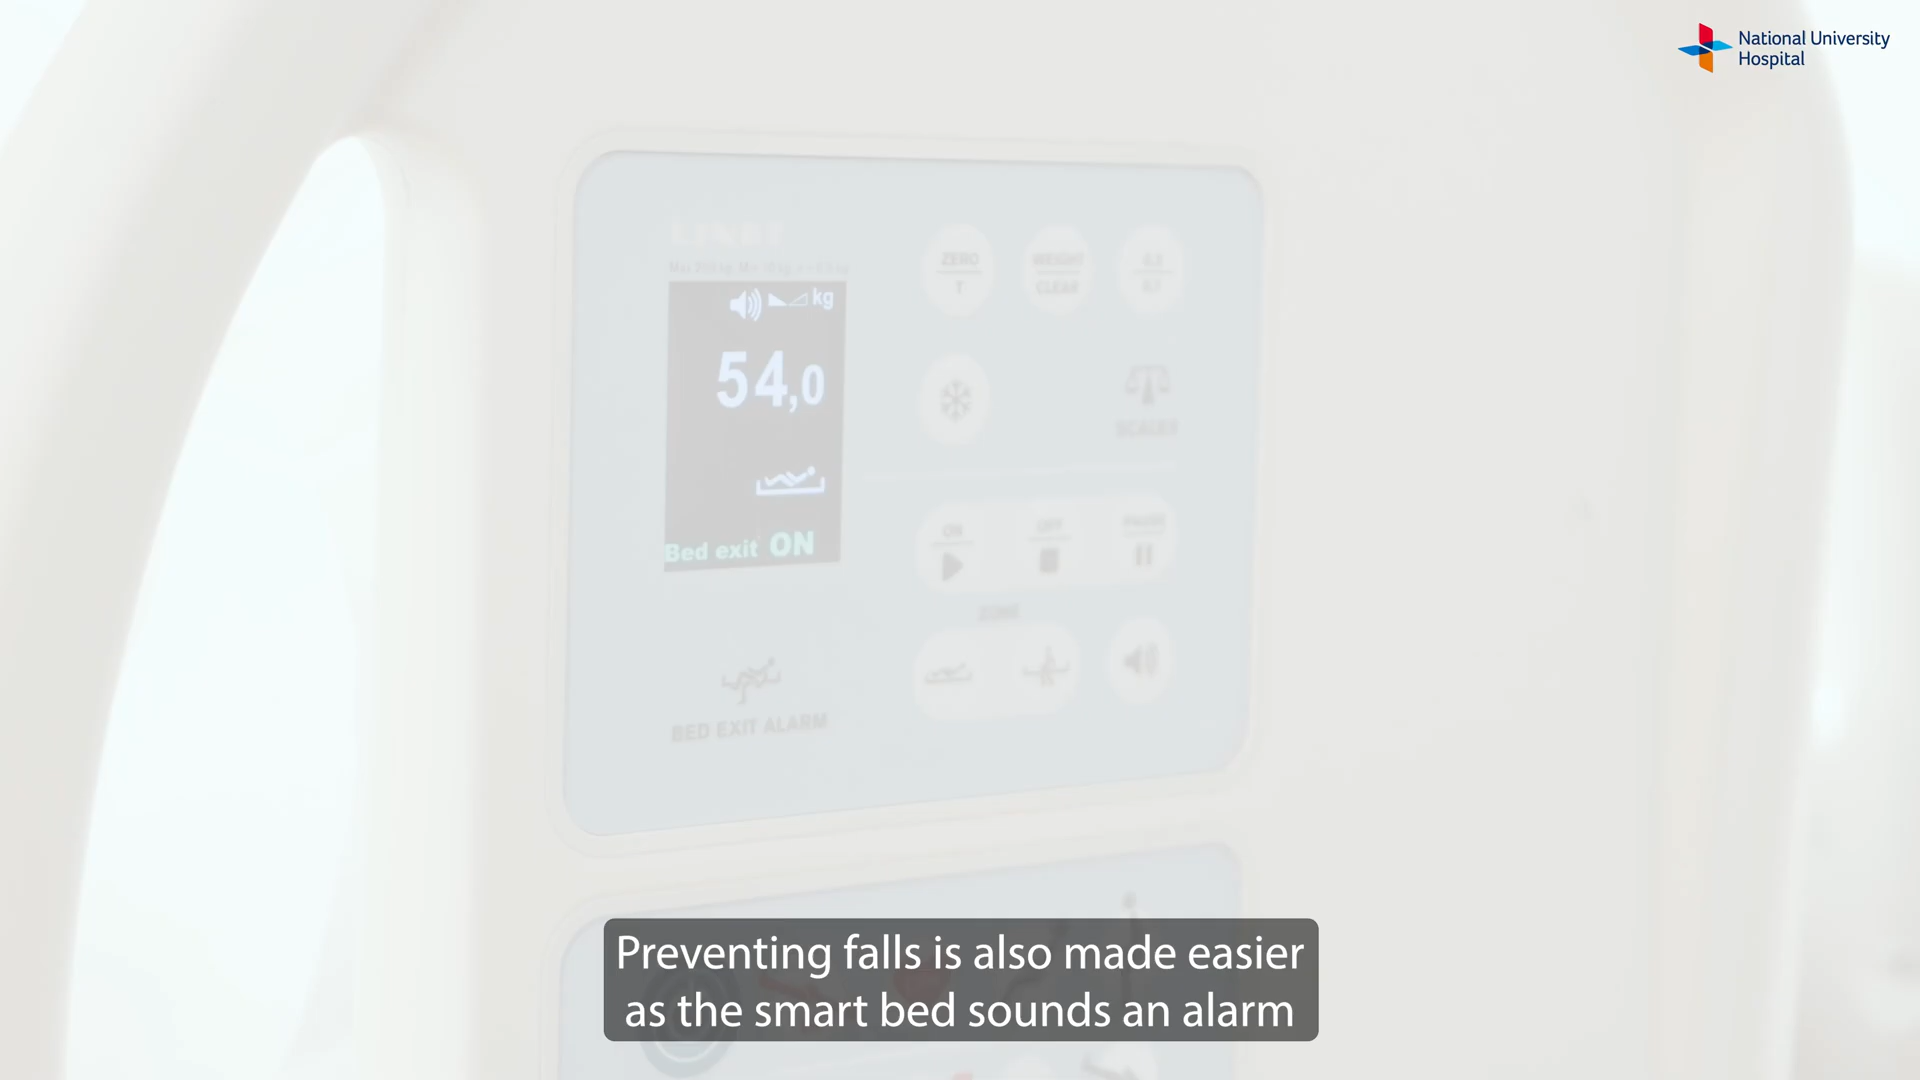 National University
Hospital
LINET
kg
54,0
Bed exit ON
ZERO
T
WEIGHT
CLEAR
SCALES
ON
OFF
PAUSE
ZONE
BED EXIT ALARM
Preventing falls is also made easier
as the smart bed sounds an alarm